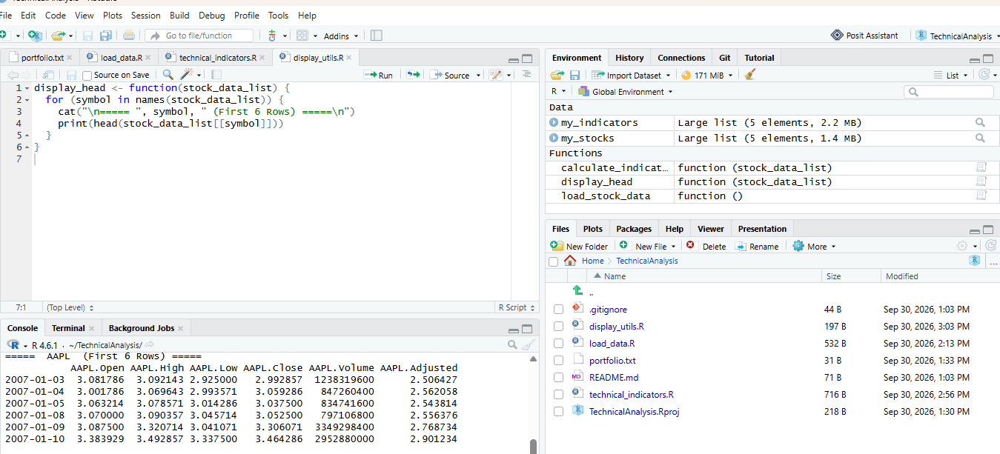 File Edit Code View Plots Session Build Debug Profile Tools Help
Go to file/function Addins Posit Assistant TechnicalAnalysis
portfolio.txt load_data.R technical_indicators.R display_utils.R
Source on Save Run Source
1 display_head <- function(stock_data_list) {
2 for (symbol in names(stock_data_list)) {
3 cat("\n===== ", symbol, " (First 6 Rows) =====\n")
4 print(head(stock_data_list[[symbol]]))
5 }
6 }
7
7:1 (Top Level) R Script
Console Terminal Background Jobs
R 4.6.1 · ~/TechnicalAnalysis/
===== AAPL (First 6 Rows) =====
AAPL.Open AAPL.High AAPL.Low AAPL.Close AAPL.Volume AAPL.Adjusted
2007-01-03 3.081786 3.092143 2.925000 2.992857 1238319600 2.506427
2007-01-04 3.001786 3.069643 2.993571 3.059286 847260400 2.562058
2007-01-05 3.063214 3.078571 3.014286 3.037500 834741600 2.543814
2007-01-08 3.070000 3.090357 3.045714 3.052500 797106800 2.556376
2007-01-09 3.087500 3.320714 3.041071 3.306071 3349298400 2.768734
2007-01-10 3.383929 3.492857 3.337500 3.464286 2952880000 2.901234
Environment History Connections Git Tutorial
Import Dataset 171 MiB List
R Global Environment
Data
my_indicators Large list (5 elements, 2.2 MB)
my_stocks Large list (5 elements, 1.4 MB)
Functions
calculate_indicat… function (stock_data_list)
display_head function (stock_data_list)
load_stock_data function ()
Files Plots Packages Help Viewer Presentation
New Folder New File Delete Rename More
Home TechnicalAnalysis ...
Name Size Modified
..
.gitignore 44 B Sep 30, 2026, 1:03 PM
display_utils.R 197 B Sep 30, 2026, 3:03 PM
load_data.R 532 B Sep 30, 2026, 2:13 PM
portfolio.txt 31 B Sep 30, 2026, 1:33 PM
README.md 71 B Sep 30, 2026, 1:03 PM
technical_indicators.R 716 B Sep 30, 2026, 2:56 PM
TechnicalAnalysis.Rproj 218 B Sep 30, 2026, 1:30 PM